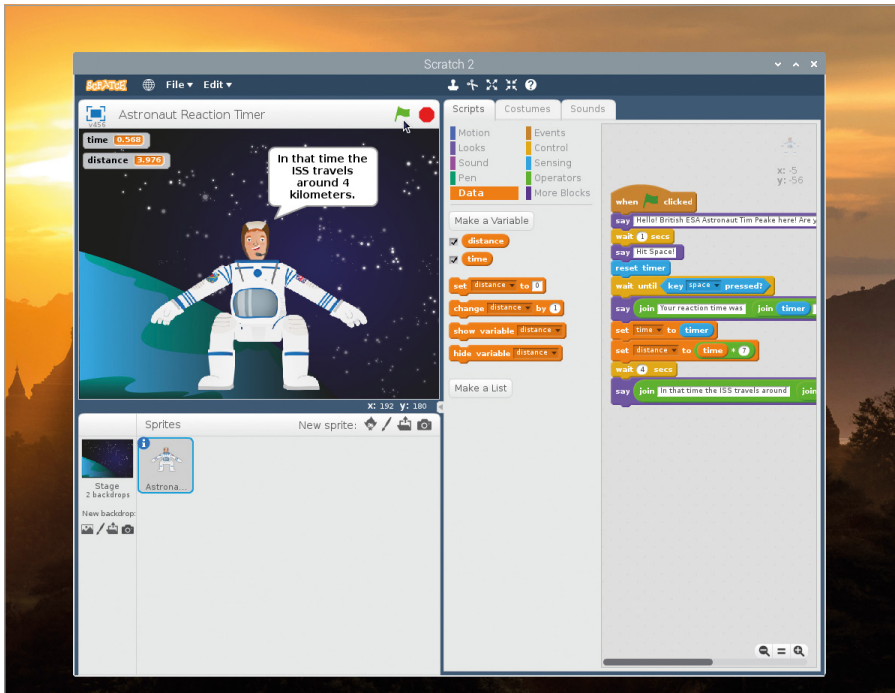 Scratch 2
SCRATCH File Edit
v456 Astronaut Reaction Timer
time 0.568
distance 3.976
In that time the
ISS travels
around 4
kilometers.
x: 192 y: 180
Sprites New sprite:
Stage
2 backdrops
New backdrop:
Astrona...
Scripts Costumes Sounds
Motion Events
Looks Control
Sound Sensing
Pen Operators
Data More Blocks
Make a Variable
distance
time
set distance to 0
change distance by 1
show variable distance
hide variable distance
Make a List
x: -5
y: -56
when clicked
say Hello! British ESA Astronaut Tim Peake here! Are y
wait 1 secs
say Hit Space!
reset timer
wait until key space pressed?
say join Your reaction time was join timer
set time to timer
set distance to time * 7
wait 4 secs
say join In that time the ISS travels around join